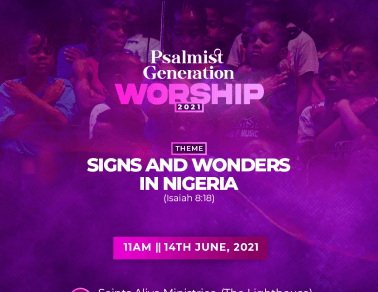 Psalmist
Generation
WORSHIP
2021
THEME
SIGNS AND WONDERS
IN NIGERIA
(Isaiah 8:18)
11AM || 14TH JUNE, 2021
Saints Alive Ministries, (The Lighthouse)